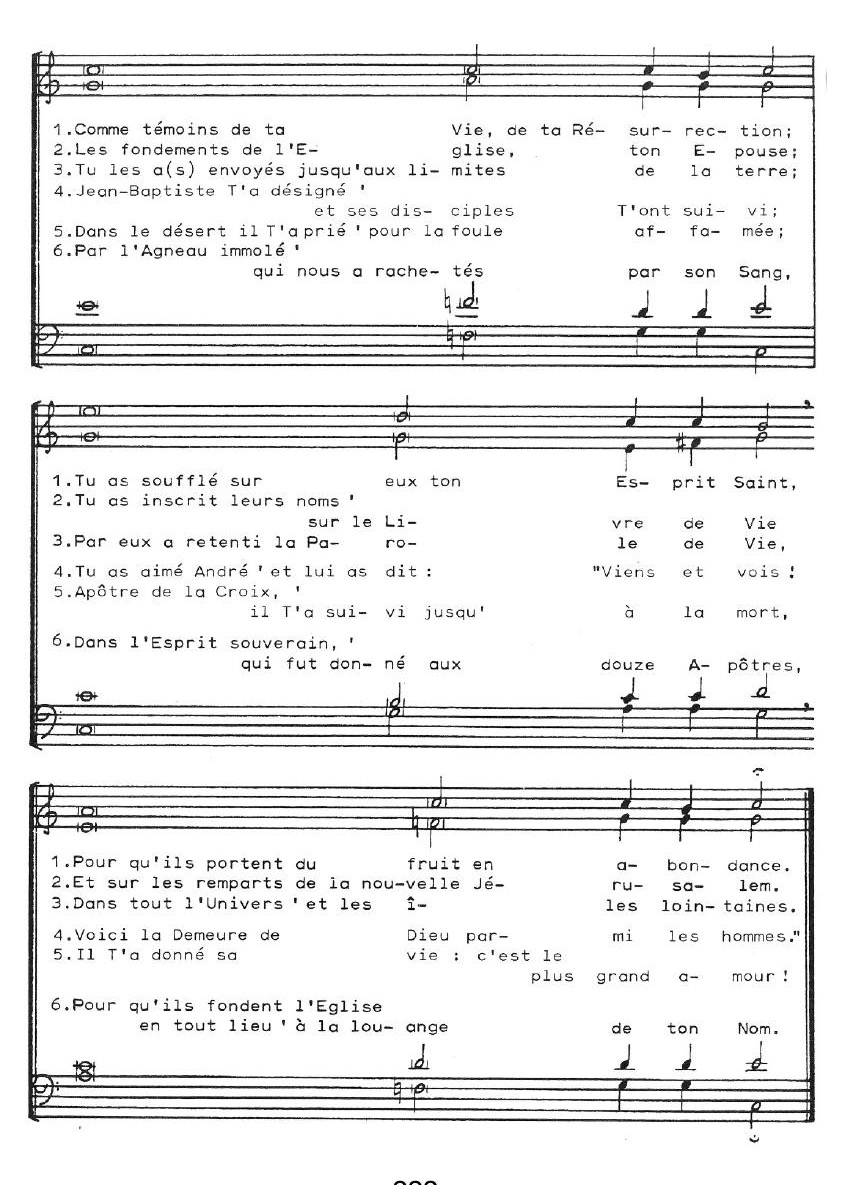 1.Comme témoins de ta Vie, de ta Ré- sur- rec- tion;
2.Les fondements de l'E- glise, ton E- pouse;
3.Tu les a(s) envoyés jusqu'aux li- mites de la terre;
4.Jean-Baptiste T'a désigné '
et ses dis- ciples T'ont sui- vi;
5.Dans le désert il T'a prié ' pour la foule af- fa- mée;
6.Par l'Agneau immolé '
qui nous a rache- tés par son Sang,
1.Tu as soufflé sur eux ton Es- prit Saint,
2.Tu as inscrit leurs noms '
sur le Li- vre de Vie
3.Par eux a retenti la Pa- ro- le de Vie,
4.Tu as aimé André ' et lui as dit : "Viens et vois !
5.Apôtre de la Croix, '
il T'a sui- vi jusqu' à la mort,
6.Dans l'Esprit souverain, '
qui fut don- né aux douze A- pôtres,
1.Pour qu'ils portent du fruit en a- bon- dance.
2.Et sur les remparts de la nou-velle Jé- ru- sa- lem.
3.Dans tout l'Univers ' et les î- les loin- taines.
4.Voici la Demeure de Dieu par- mi les hommes."
5.Il T'a donné sa vie : c'est le
plus grand a- mour !
6.Pour qu'ils fondent l'Eglise
en tout lieu ' à la lou- ange de ton Nom.